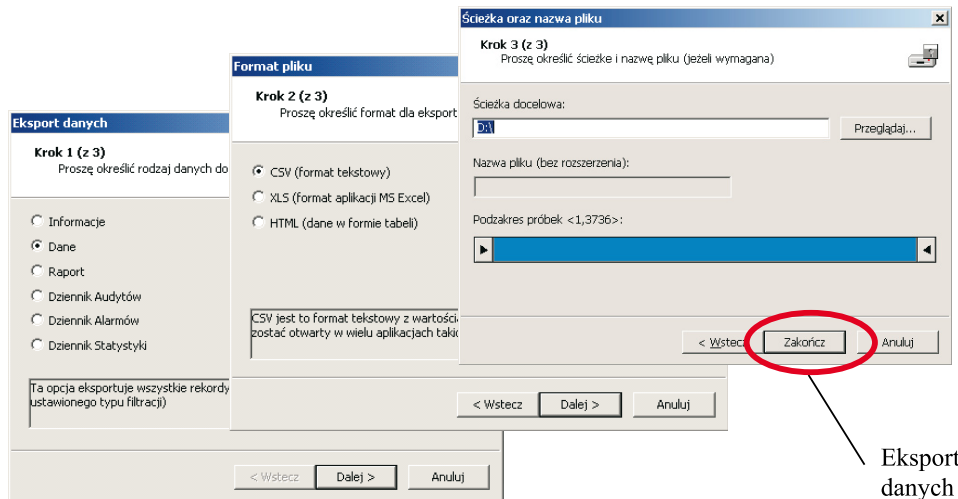 Eksport danych
Krok 1 (z 3)
Proszę określić rodzaj danych do
Informacje
Dane
Raport
Dziennik Audytów
Dziennik Alarmów
Dziennik Statystyki
Ta opcja eksportuje wszystkie rekordy
ustawionego typu filtracji)
< Wstecz
Dalej >
Anuluj
Format pliku
Krok 2 (z 3)
Proszę określić format dla eksport
CSV (format tekstowy)
XLS (format aplikacji MS Excel)
HTML (dane w formie tabeli)
CSV jest to format tekstowy z wartości
zostać otwarty w wielu aplikacjach taki
< Wstecz
Dalej >
Anuluj
Ścieżka oraz nazwa pliku
Krok 3 (z 3)
Proszę określić ścieżke i nazwę pliku (jeżeli wymagana)
Ścieżka docelowa:
D:\
Przeglądaj...
Nazwa pliku (bez rozszerzenia):
Podzakres próbek <1,3736>:
< Wstecz
Zakończ
Anuluj
Eksport
danych